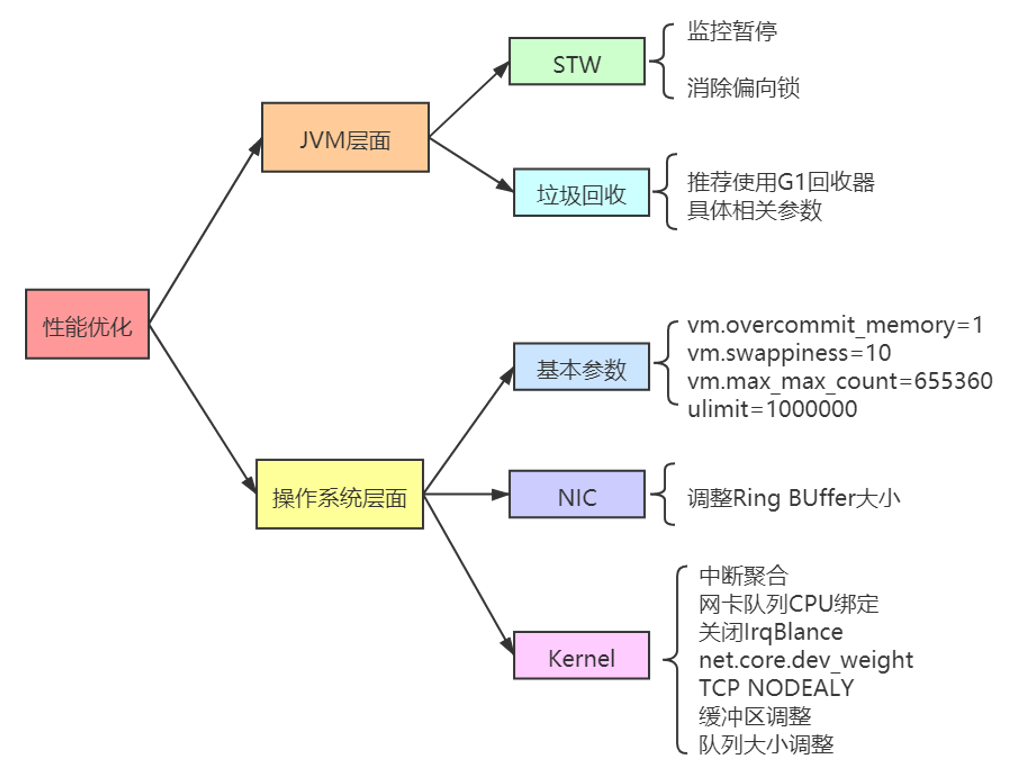 性能优化
JVM层面
STW
监控暂停
消除偏向锁
垃圾回收
推荐使用G1回收器
具体相关参数
操作系统层面
基本参数
vm.overcommit_memory=1
vm.swappiness=10
vm.max_max_count=655360
ulimit=1000000
NIC
调整Ring BUffer大小
Kernel
中断聚合
网卡队列CPU绑定
关闭IrqBlance
net.core.dev_weight
TCP NODEALY
缓冲区调整
队列大小调整